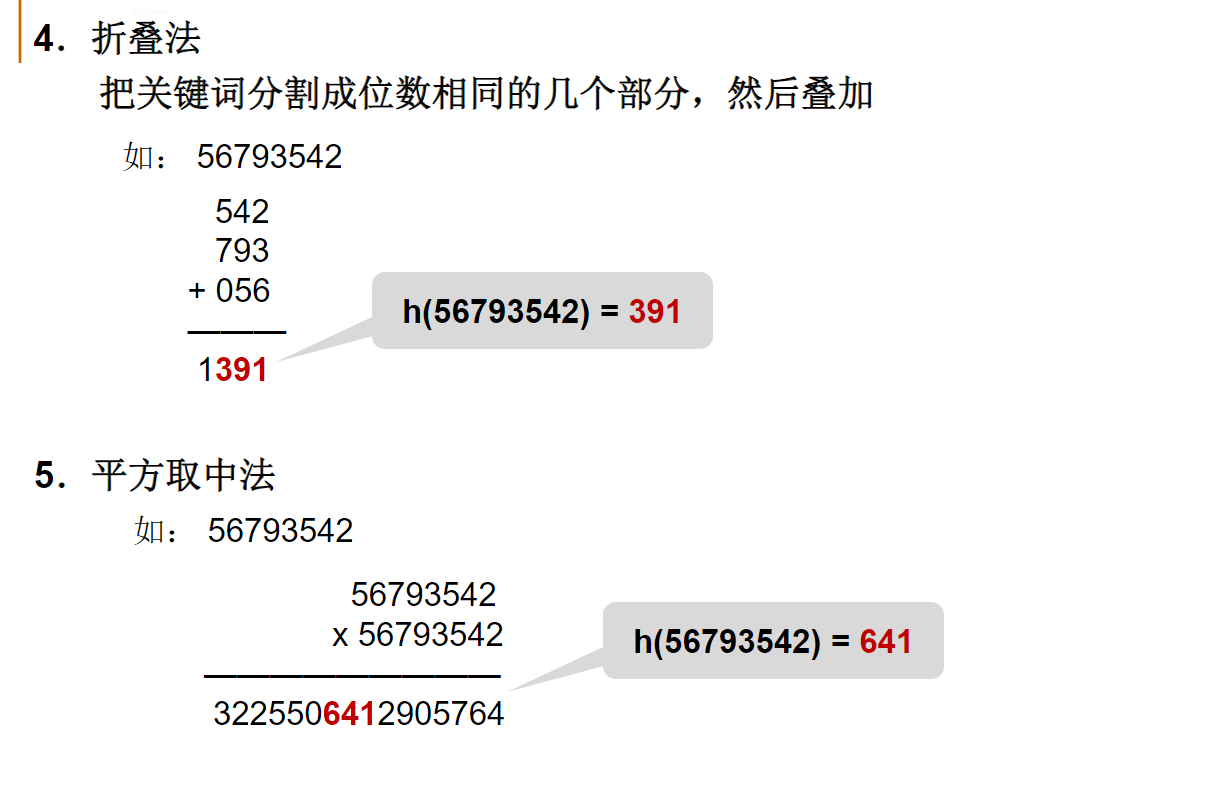 4. 折叠法
把关键词分割成位数相同的几个部分，然后叠加
如： 56793542
542
793
+ 056
1391
h(56793542) = 391
5. 平方取中法
如： 56793542
56793542
x 56793542
3225506412905764
h(56793542) = 641